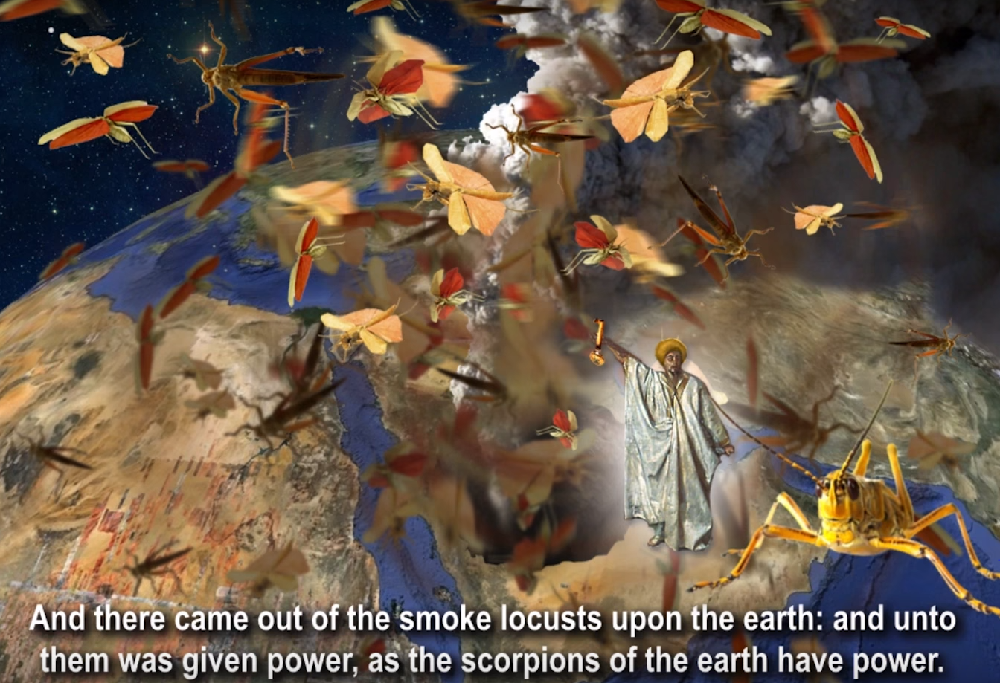 And there came out of the smoke locusts upon the earth: and unto
them was given power, as the scorpions of the earth have power.